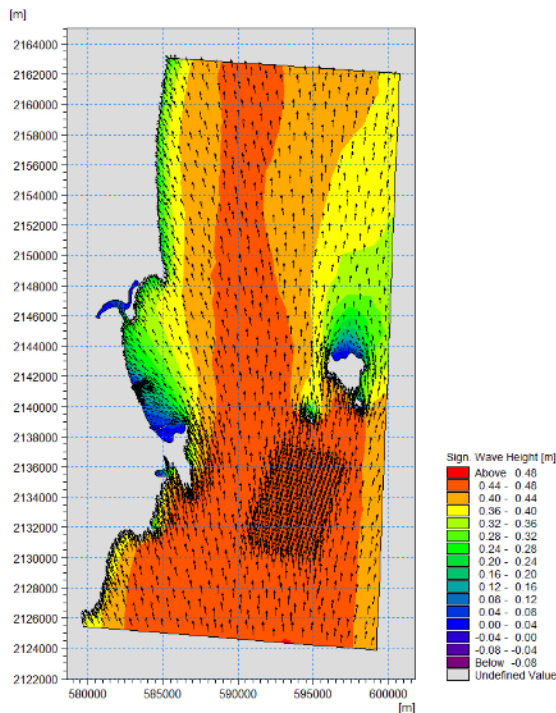 [m]
2164000
2162000
2160000
2158000
2156000
2154000
2152000
2150000
2148000
2146000
2144000
2142000
2140000
2138000
2136000
2134000
2132000
2130000
2128000
2126000
2124000
2122000
580000 585000 590000 595000 600000
[m]
Sign. Wave Height [m]
Above 0.48
0.44 - 0.48
0.40 - 0.44
0.36 - 0.40
0.32 - 0.36
0.28 - 0.32
0.24 - 0.28
0.20 - 0.24
0.16 - 0.20
0.12 - 0.16
0.08 - 0.12
0.04 - 0.08
0.00 - 0.04
-0.04 - 0.00
-0.08 - -0.04
Below -0.08
Undefined Value